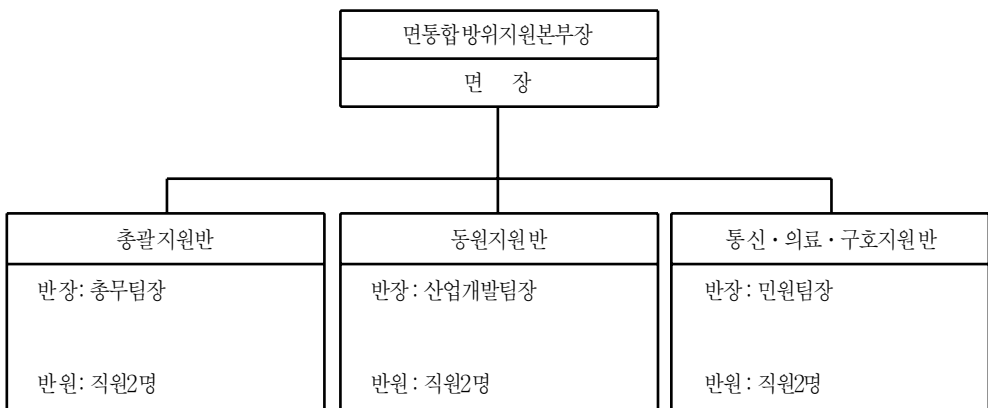 면통합방위지원본부장
면 장
총괄지원반
동원지원반
통신・의료・구호지원반
반장: 총무팀장
반장: 산업개발팀장
반장: 민원팀장
반원: 직원2명
반원: 직원2명
반원: 직원2명